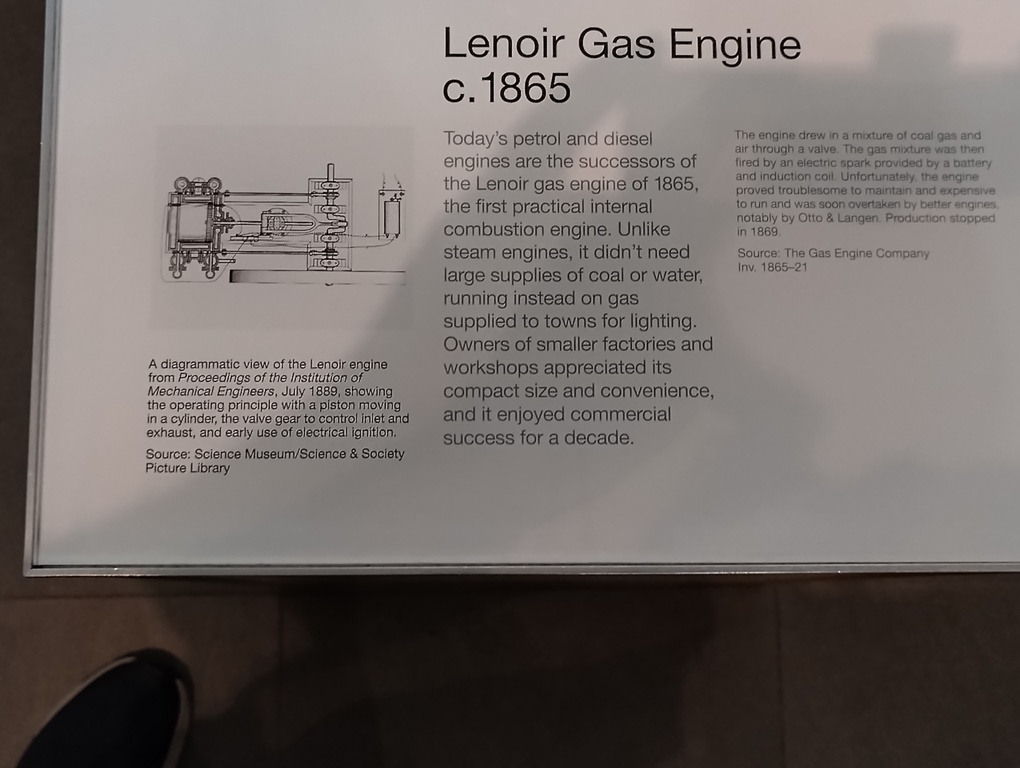 Lenoir Gas Engine
c.1865
Today's petrol and diesel
engines are the successors of
the Lenoir gas engine of 1865,
the first practical internal
combustion engine. Unlike
steam engines, it didn't need
large supplies of coal or water,
running instead on gas
supplied to towns for lighting.
Owners of smaller factories and
workshops appreciated its
compact size and convenience,
and it enjoyed commercial
success for a decade.
The engine drew in a mixture of coal gas and
air through a valve. The gas mixture was then
fired by an electric spark provided by a battery
and induction coil. Unfortunately, the engine
proved troublesome to maintain and expensive
to run and was soon overtaken by better engines,
notably by Otto & Langen. Production stopped
in 1869.
Source: The Gas Engine Company
Inv. 1865–21
A diagrammatic view of the Lenoir engine
from Proceedings of the Institution of
Mechanical Engineers, July 1889, showing
the operating principle with a piston moving
in a cylinder, the valve gear to control inlet and
exhaust, and early use of electrical ignition.
Source: Science Museum/Science & Society
Picture Library